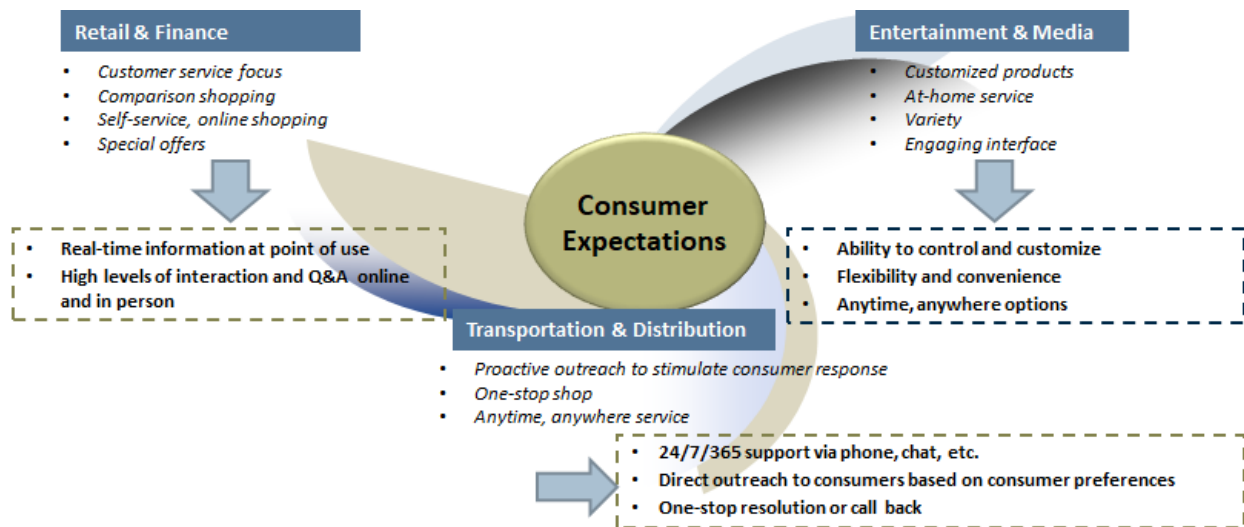 Retail & Finance
• Customer service focus
• Comparison shopping
• Self-service, online shopping
• Special offers
• Real-time information at point of use
• High levels of interaction and Q&A online
and in person
Consumer
Expectations
Entertainment & Media
• Customized products
• At-home service
• Variety
• Engaging interface
• Ability to control and customize
• Flexibility and convenience
• Anytime, anywhere options
Transportation & Distribution
• Proactive outreach to stimulate consumer response
• One-stop shop
• Anytime, anywhere service
• 24/7/365 support via phone, chat, etc.
• Direct outreach to consumers based on consumer preferences
• One-stop resolution or call back